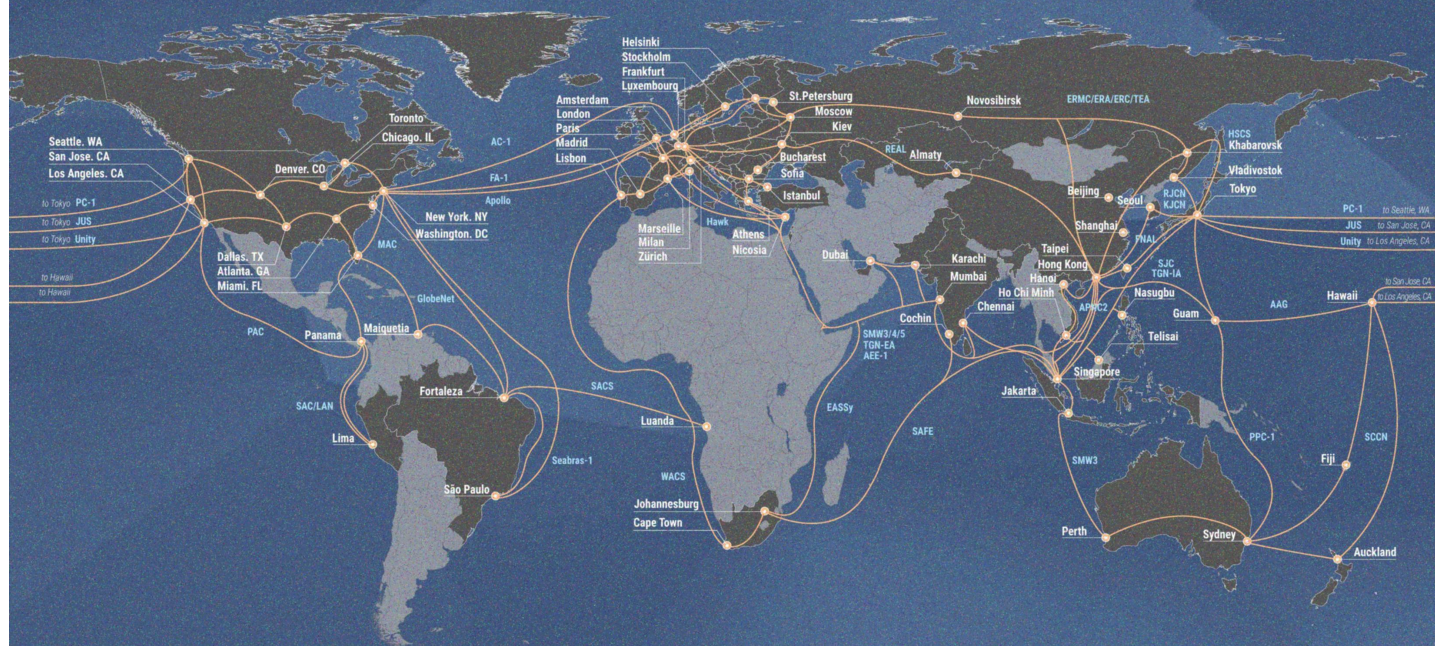 Helsinki
Stockholm
Frankfurt
Luxembourg
Amsterdam
London
Paris
Madrid
Lisbon
St.Petersburg
Moscow
Kiev
Novosibirsk
ERMC/ERA/ERC/TEA
HSCS
Khabarovsk
Vladivostok
Tokyo
Toronto
Chicago. IL
Seattle. WA
San Jose. CA
Los Angeles. CA
Denver. CO
AC-1
FA-1
Apollo
REAL
Almaty
Bucharest
Sofia
Istanbul
Beijing
Seoul
RJCN
KJCN
Shanghai
FNAL
to Tokyo PC-1
to Tokyo JUS
to Tokyo Unity
to Hawaii
to Hawaii
PC-1 to Seattle, WA
JUS to San Jose, CA
Unity to Los Angeles, CA
to San Jose CA
to Los Angeles, CA
New York. NY
Washington. DC
MAC
Dallas. TX
Atlanta. GA
Miami. FL
Hawk
Marseille
Milan
Zürich
Athens
Nicosia
Dubai
Karachi
Mumbai
Chennai
Cochin
Taipei
Hong Kong
Hanoi
Ho Chi Minh
APAC2
SJC
TGN-IA
Nasugbu
Guam
AAG
Hawaii
GlobeNet
PAC
Panama
Maiquetia
SMW3/4/5
TGN-EA
AEE-1
Telisai
Singapore
Jakarta
Fortaleza
SACS
SAC/LAN
Lima
Luanda
EASSy
SAFE
PPC-1
SCCN
Seabras-1
São Paulo
WACS
SMW3
Fiji
Johannesburg
Cape Town
Perth
Sydney
Auckland